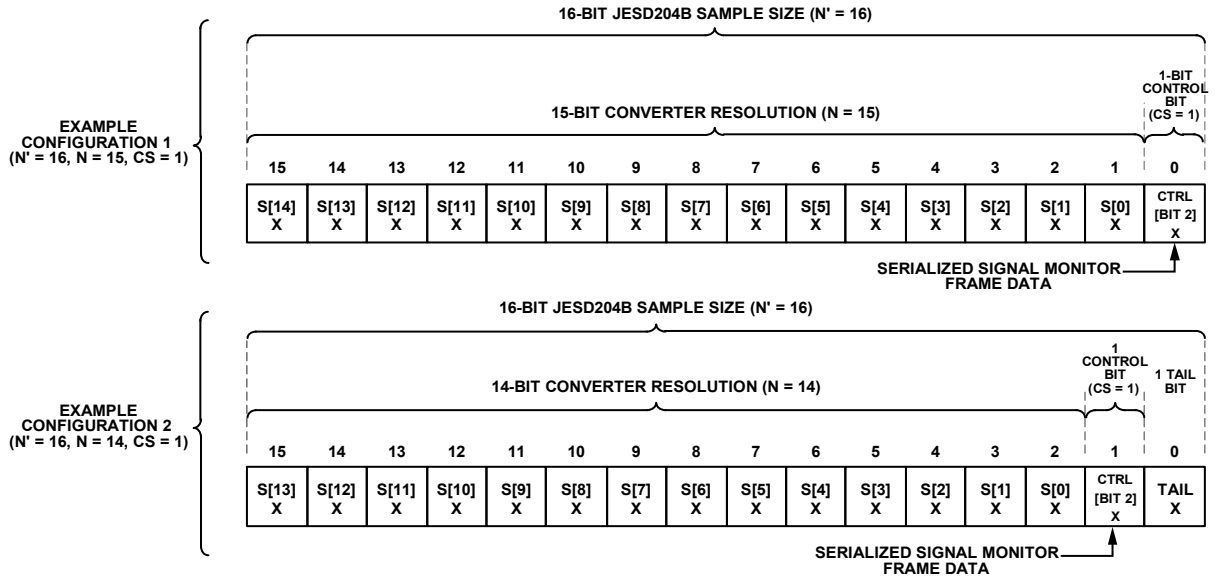 16-BIT JESD204B SAMPLE SIZE (N' = 16)
EXAMPLE
CONFIGURATION 1
(N' = 16, N = 15, CS = 1)
15-BIT CONVERTER RESOLUTION (N = 15)
1-BIT
CONTROL
BIT
(CS = 1)
15 14 13 12 11 10 9 8 7 6 5 4 3 2 1 0
S[14] S[13] S[12] S[11] S[10] S[9] S[8] S[7] S[6] S[5] S[4] S[3] S[2] S[1] S[0] CTRL
[BIT 2]
X X X X X X X X X X X X X X X X
SERIALIZED SIGNAL MONITOR
FRAME DATA
16-BIT JESD204B SAMPLE SIZE (N' = 16)
EXAMPLE
CONFIGURATION 2
(N' = 16, N = 14, CS = 1)
14-BIT CONVERTER RESOLUTION (N = 14)
1
CONTROL
BIT
(CS = 1)
1 TAIL
BIT
15 14 13 12 11 10 9 8 7 6 5 4 3 2 1 0
S[13] S[12] S[11] S[10] S[9] S[8] S[7] S[6] S[5] S[4] S[3] S[2] S[1] S[0] CTRL
[BIT 2] TAIL
X X X X X X X X X X X X X X X X
SERIALIZED SIGNAL MONITOR
FRAME DATA